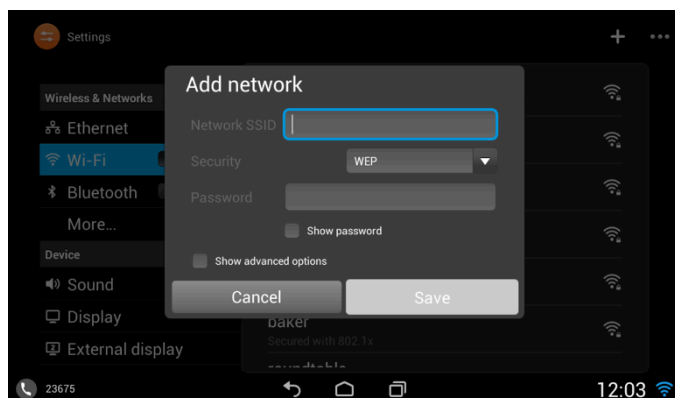 Settings
Add network
Wireless & Networks
Network SSID
Ethernet
Wi-Fi
Security WEP
Bluetooth
Password
More...
Show password
Device
Show advanced options
Sound
Cancel Save
Display
baker
Secured with 802.1x
External display
23675 12:03